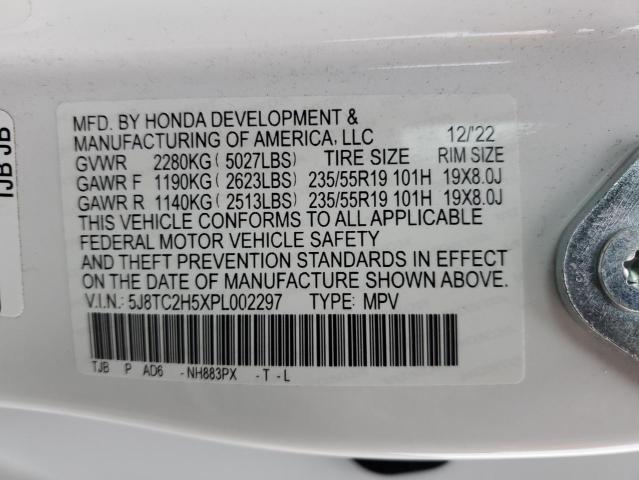 TJB JB
MFD. BY HONDA DEVELOPMENT &
MANUFACTURING OF AMERICA, LLC 12/'22
GVWR 2280KG ( 5027LBS) TIRE SIZE RIM SIZE
GAWR F 1190KG ( 2623LBS) 235/55R19 101H 19X8.0J
GAWR R 1140KG ( 2513LBS) 235/55R19 101H 19X8.0J
THIS VEHICLE CONFORMS TO ALL APPLICABLE
FEDERAL MOTOR VEHICLE SAFETY
AND THEFT PREVENTION STANDARDS IN EFFECT
ON THE DATE OF MANUFACTURE SHOWN ABOVE.
V.I.N.: 5J8TC2H5XPL002297 TYPE: MPV
TJB P AD6 -NH883PX -T -L